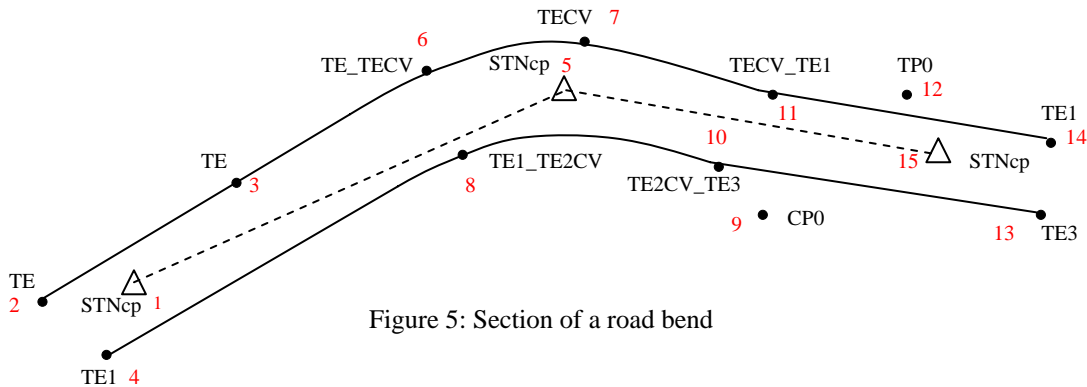 TECV 7
6
TE_TECV
STNcp
5
TECV_TE1
TP0
12
11
TE1
14
10
TE
3
8
TE1_TE2CV
TE2CV_TE3
15
STNcp
9
CP0
13
TE3
TE
2
STNcp 1
Figure 5: Section of a road bend
TE1 4